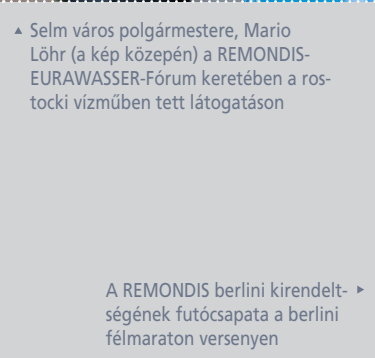 ▲ Selm város polgármestere, Mario
Löhr (a kép közepén) a REMONDIS-
EURAWASSER-Fórum keretében a ros-
tocki vízműben tett látogatáson
A REMONDIS berlini kirendelt- ►
ségének futócsapata a berlini
félmaraton versenyen